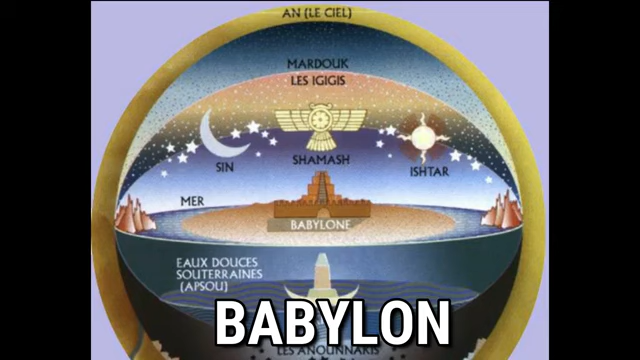 AN (LE CIEL)
MARDOUK
LES IGIGIS
SIN
SHAMASH
ISHTAR
MER
BABYLONE
EAUX DOUCES
SOUTERRAINES
(APSOU)
BABYLON
LES ANOUNNAKIS